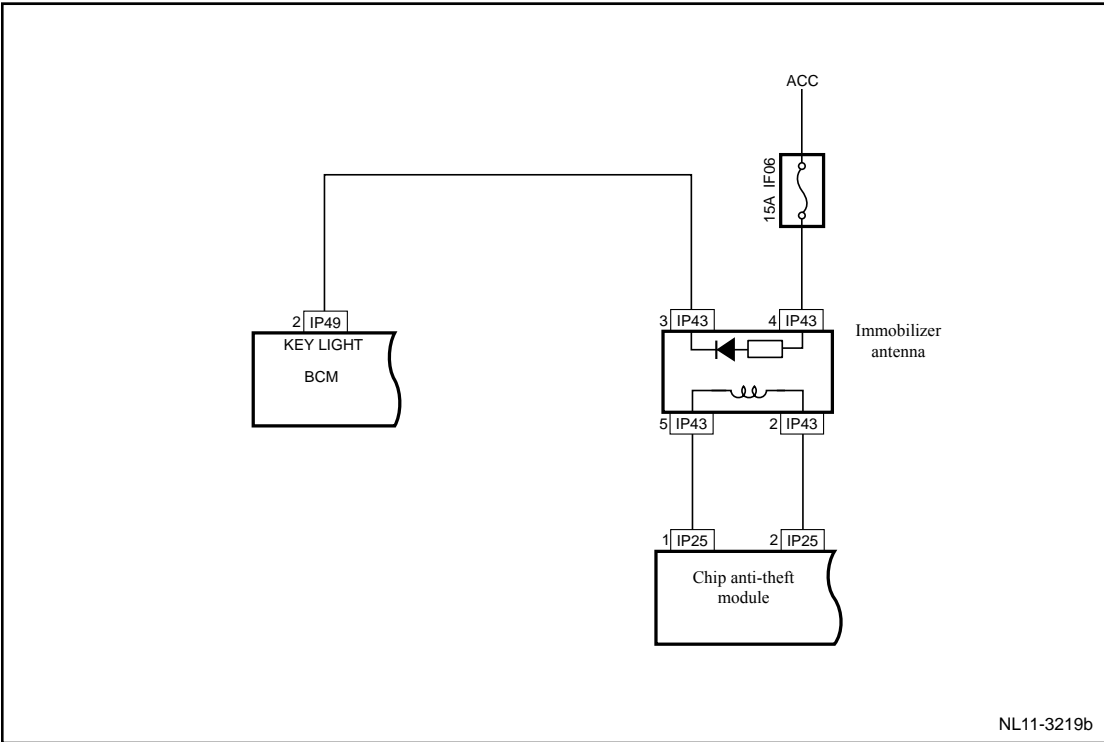 ACC
15A IF06
2 IP49
KEY LIGHT
BCM
3 IP43
4 IP43
Immobilizer
antenna
5 IP43
2 IP43
1 IP25
2 IP25
Chip anti-theft
module
NL11-3219b